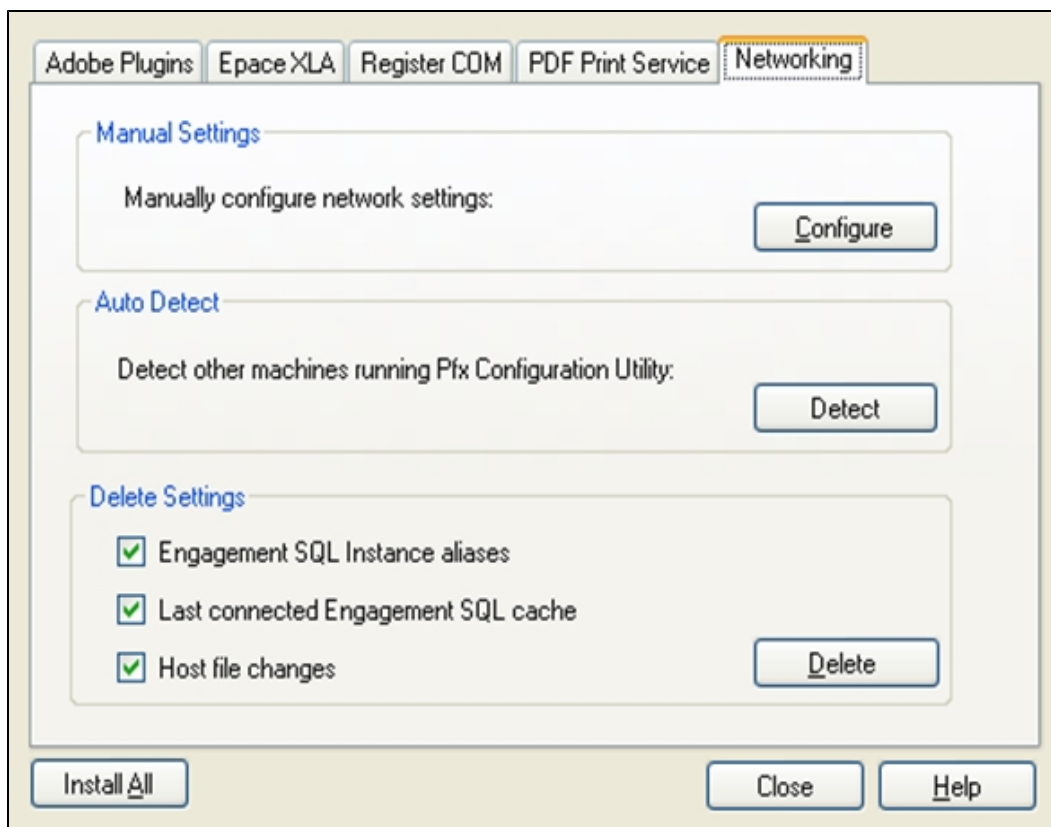 Adobe Plugins Epace XLA Register COM PDF Print Service Networking
Manual Settings
Manually configure network settings:
Configure
Auto Detect
Detect other machines running Pfx Configuration Utility:
Detect
Delete Settings
Engagement SQL Instance aliases
Last connected Engagement SQL cache
Host file changes
Delete
Install All Close Help